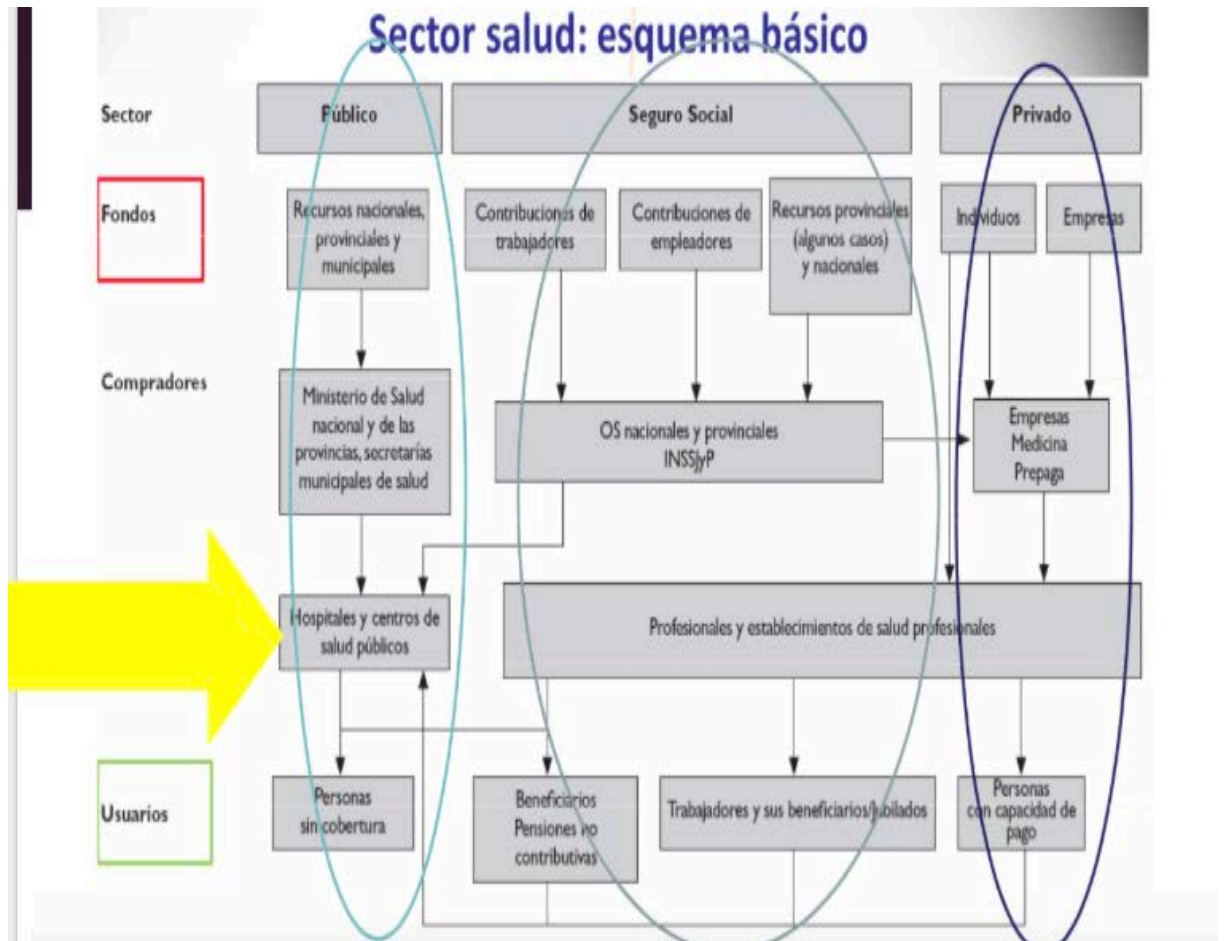 Sector salud: esquema básico
Sector
Público
Seguro Social
Privado
Fondos
Recursos nacionales,
provinciales y
municipales
Contribuciones de
trabajadores
Contribuciones de
empleadores
Recursos provinciales
(algunos casos)
y nacionales
Individuos
Empresas
Compradores
Ministerio de Salud
nacional y de las
provincias, secretarías
municipales de salud
OS nacionales y provinciales
INSSJyP
Empresas
Medicina
Prepaga
Hospitales y centros de
salud públicos
Profesionales y establecimientos de salud profesionales
Usuarios
Personas
sin cobertura
Beneficiarios
Pensiones no
contributivas
Trabajadores y sus beneficiarios/jubilados
Personas
con capacidad de
pago